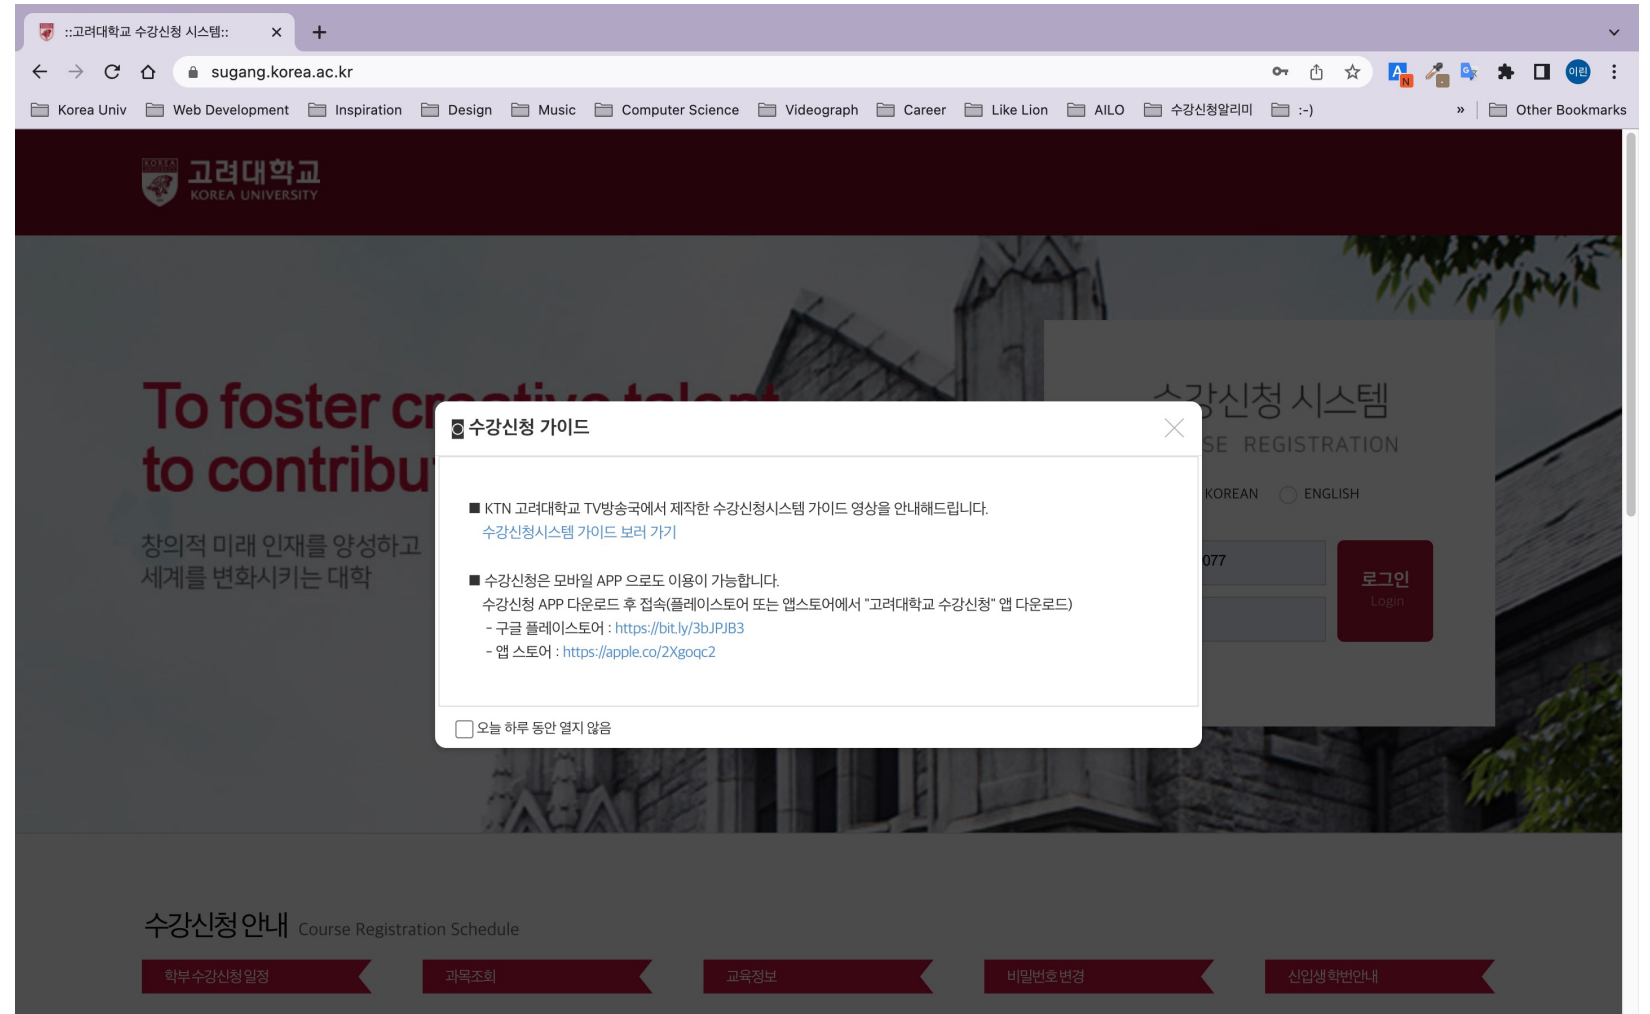 ::고려대학교 수강신청 시스템::
sugang.korea.ac.kr
이린
Korea Univ
Web Development
Inspiration
Design
Music
Computer Science
Videograph
Career
Like Lion
AILO
수강신청알리미
:-)
»
Other Bookmarks
KOREA
고려대학교
KOREA UNIVERSITY
To foster creative talent
to contribu
창의적 미래 인재를 양성하고
세계를 변화시키는 대학
수강신청 시스템
SE REGISTRATION
KOREAN
ENGLISH
077
로그인
Login
◙ 수강신청 가이드
■ KTN 고려대학교 TV방송국에서 제작한 수강신청시스템 가이드 영상을 안내해드립니다.
수강신청시스템 가이드 보러 가기
■ 수강신청은 모바일 APP 으로도 이용이 가능합니다.
수강신청 APP 다운로드 후 접속(플레이스토어 또는 앱스토어에서 "고려대학교 수강신청" 앱 다운로드)
- 구글 플레이스토어 : https://bit.ly/3bJPJB3
- 앱 스토어 : https://apple.co/2Xgoqc2
오늘 하루 동안 열지 않음
수강신청 안내 Course Registration Schedule
학부 수강신청 일정
과목조회
교육정보
비밀번호 변경
신입생 학번안내